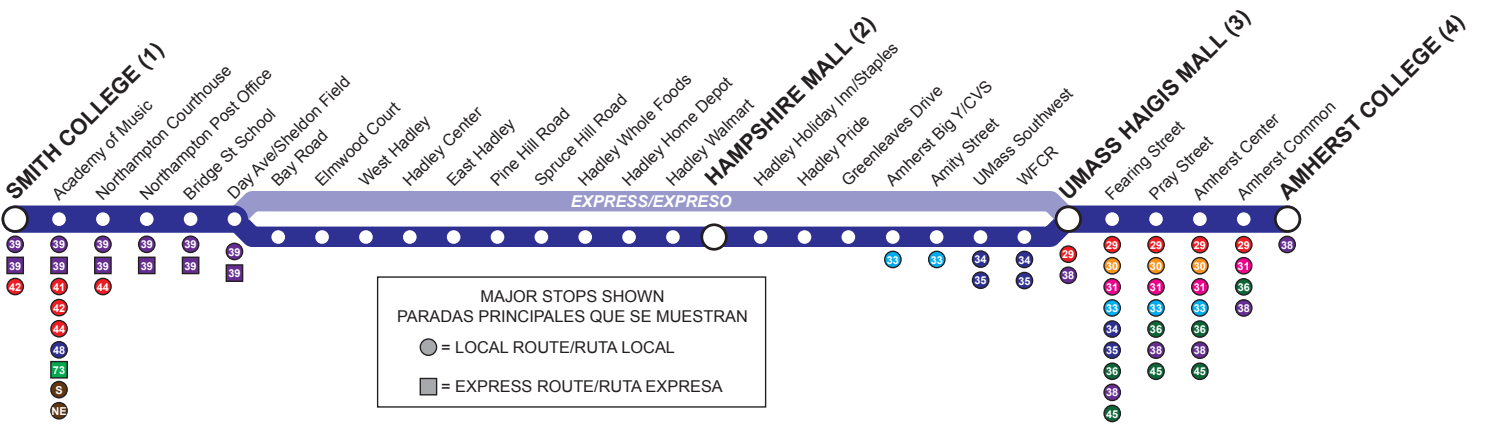 SMITH COLLEGE (1)
Academy of Music
Northampton Courthouse
Northampton Post Office
Bridge St School
Day Ave/Sheldon Field
Bay Road
Elmwood Court
West Hadley
Hadley Center
East Hadley
Pine Hill Road
Spruce Hill Road
Hadley Whole Foods
Hadley Home Depot
Hadley Walmart
HAMPSHIRE MALL (2)
Hadley Holiday Inn/Staples
Hadley Pride
Greenleaves Drive
Amherst Big Y/CVS
Amity Street
UMass Southwest
WFCR
UMASS HAIGIS MALL (3)
Fearing Street
Pray Street
Amherst Center
Amherst Common
AMHERST COLLEGE (4)
EXPRESS/EXPRESO
39
39
42
39
39
41
42
44
48
73
S
NE
39
39
44
39
39
39
39
39
39
33
33
34
35
34
35
29
38
29
30
31
33
34
35
36
38
45
29
30
31
33
36
38
45
29
30
31
33
36
38
45
29
31
36
38
38
MAJOR STOPS SHOWN
PARADAS PRINCIPALES QUE SE MUESTRAN
= LOCAL ROUTE/RUTA LOCAL
= EXPRESS ROUTE/RUTA EXPRESA